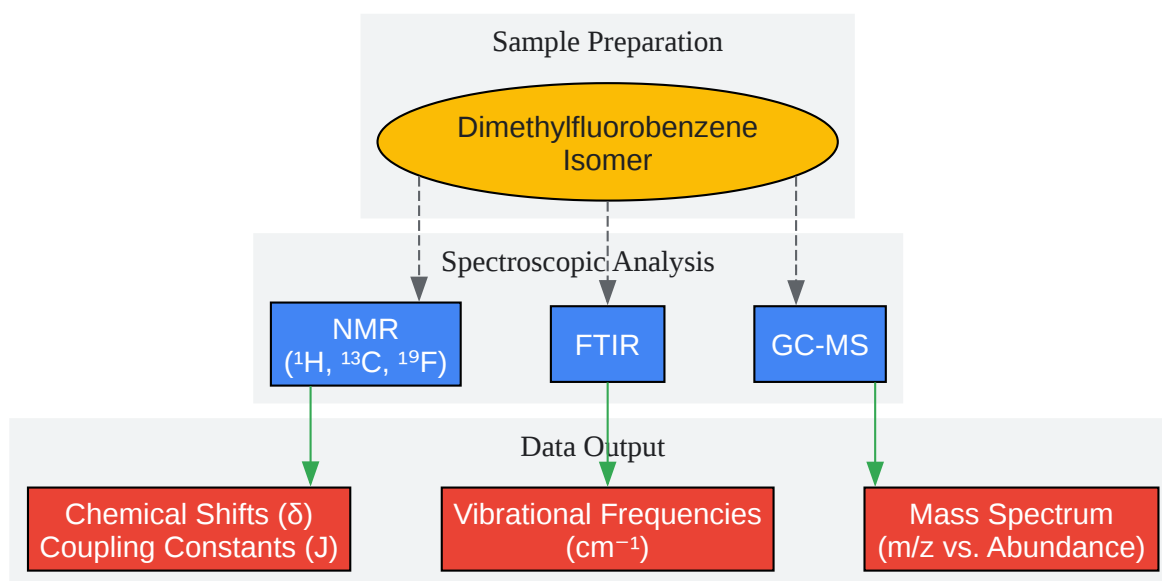 Sample Preparation
Dimethylfluorobenzene
Isomer
Spectroscopic Analysis
NMR
(¹H, ¹³C, ¹⁹F)
FTIR
GC-MS
Data Output
Chemical Shifts (δ)
Coupling Constants (J)
Vibrational Frequencies
(cm⁻¹)
Mass Spectrum
(m/z vs. Abundance)